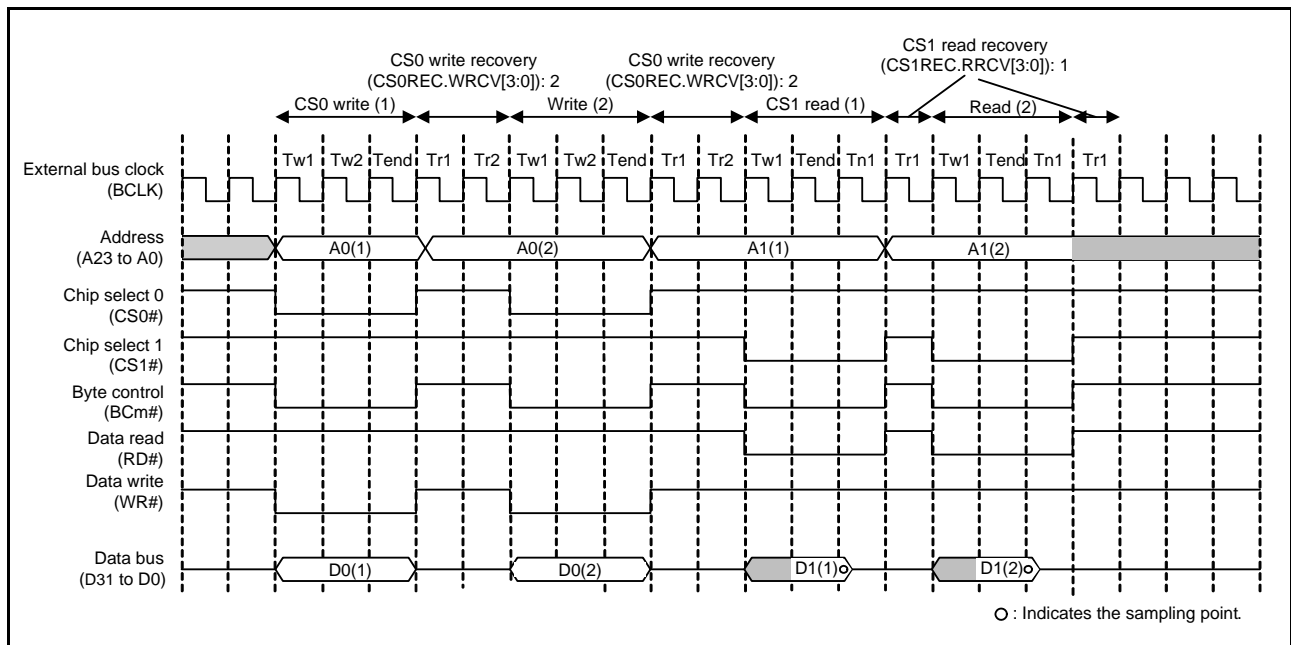 CS1 read recovery
(CS1REC.RRCV[3:0]): 1
CS0 write recovery
(CS0REC.WRCV[3:0]): 2
CS0 write recovery
(CS0REC.WRCV[3:0]): 2
CS0 write (1)
Write (2)
CS1 read (1)
Read (2)
Tw1 Tw2 Tend Tr1 Tr2 Tw1 Tw2 Tend Tr1 Tr2 Tw1 Tend Tn1 Tr1 Tw1 Tend Tn1 Tr1
External bus clock
(BCLK)
Address
(A23 to A0)
A0(1) A0(2) A1(1) A1(2)
Chip select 0
(CS0#)
Chip select 1
(CS1#)
Byte control
(BCm#)
Data read
(RD#)
Data write
(WR#)
Data bus
(D31 to D0)
D0(1) D0(2) D1(1) D1(2)
: Indicates the sampling point.